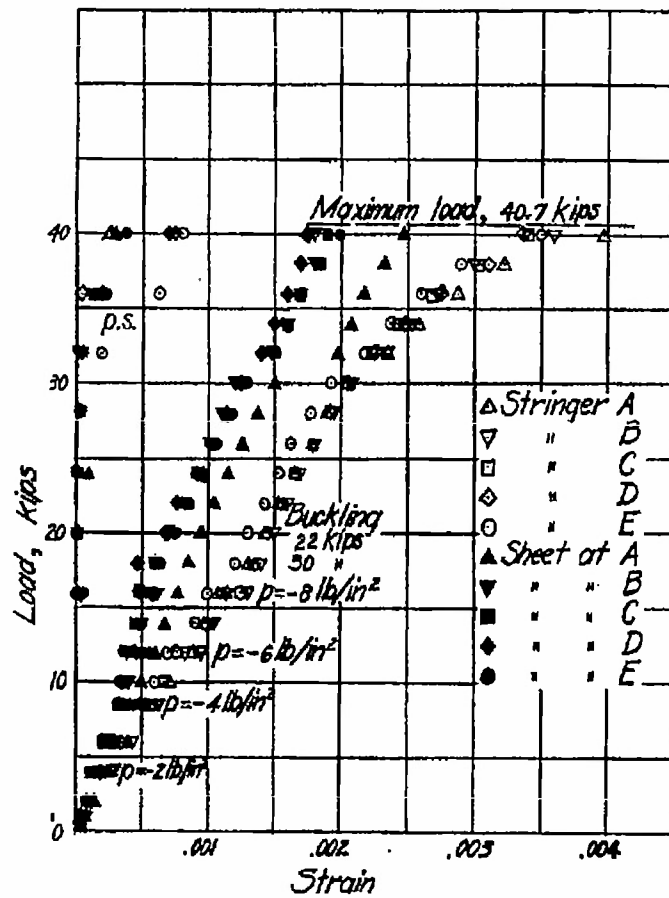 Maximum load, 40.7 kips
40
p.s.
30
Stringer A
" B
" C
" D
" E
Sheet at A
" " B
" " C
" " D
" " E
Load, kips
Buckling
22 kips
30 "
20
p=-8 lb/in²
p=-6 lb/in²
10
p=-4 lb/in²
p=-2 lb/in²
0
.001 .002 .003 .004
Strain